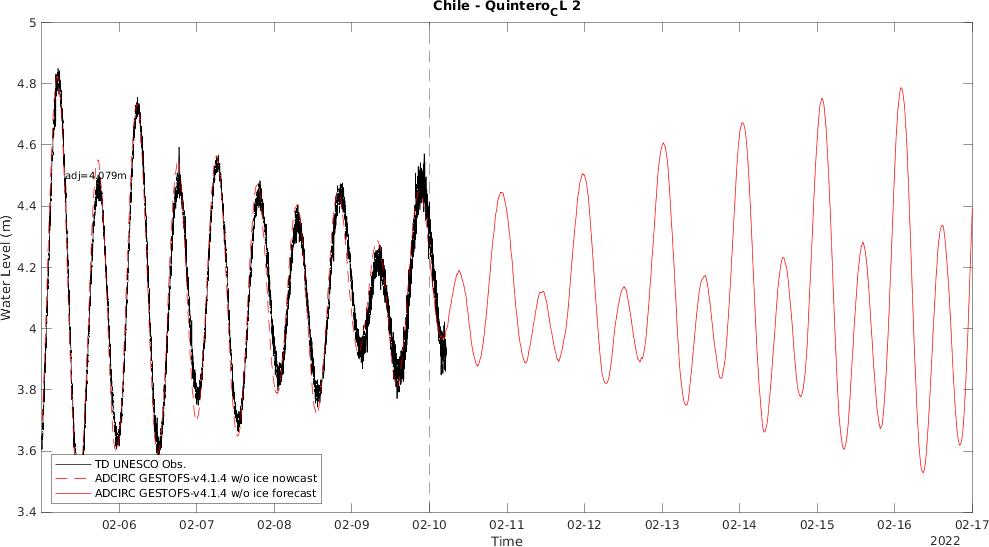 Chile - Quintero_CL 2
5
4.8
4.6
4.4
4.2
4
3.8
3.6
3.4
Water Level (m)
adj=4.079m
TD UNESCO Obs.
ADCIRC GESTOFS-v4.1.4 w/o ice nowcast
ADCIRC GESTOFS-v4.1.4 w/o ice forecast
02-06 02-07 02-08 02-09 02-10 02-11 02-12 02-13 02-14 02-15 02-16 02-17
Time
2022